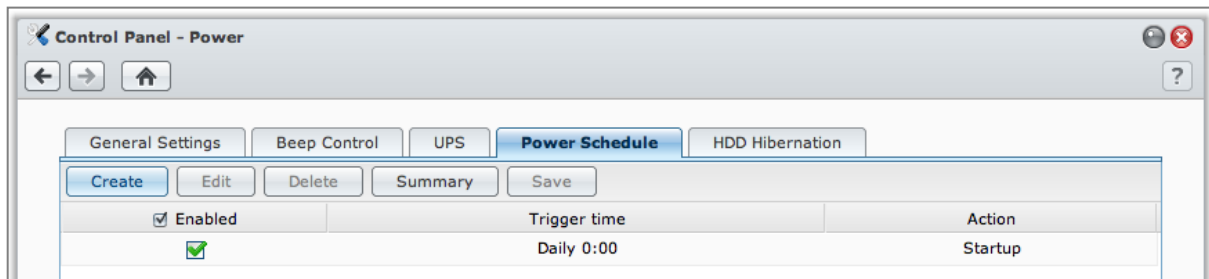 Control Panel - Power
?
General Settings Beep Control UPS Power Schedule HDD Hibernation
Create Edit Delete Summary Save
Enabled Trigger time Action
Daily 0:00 Startup